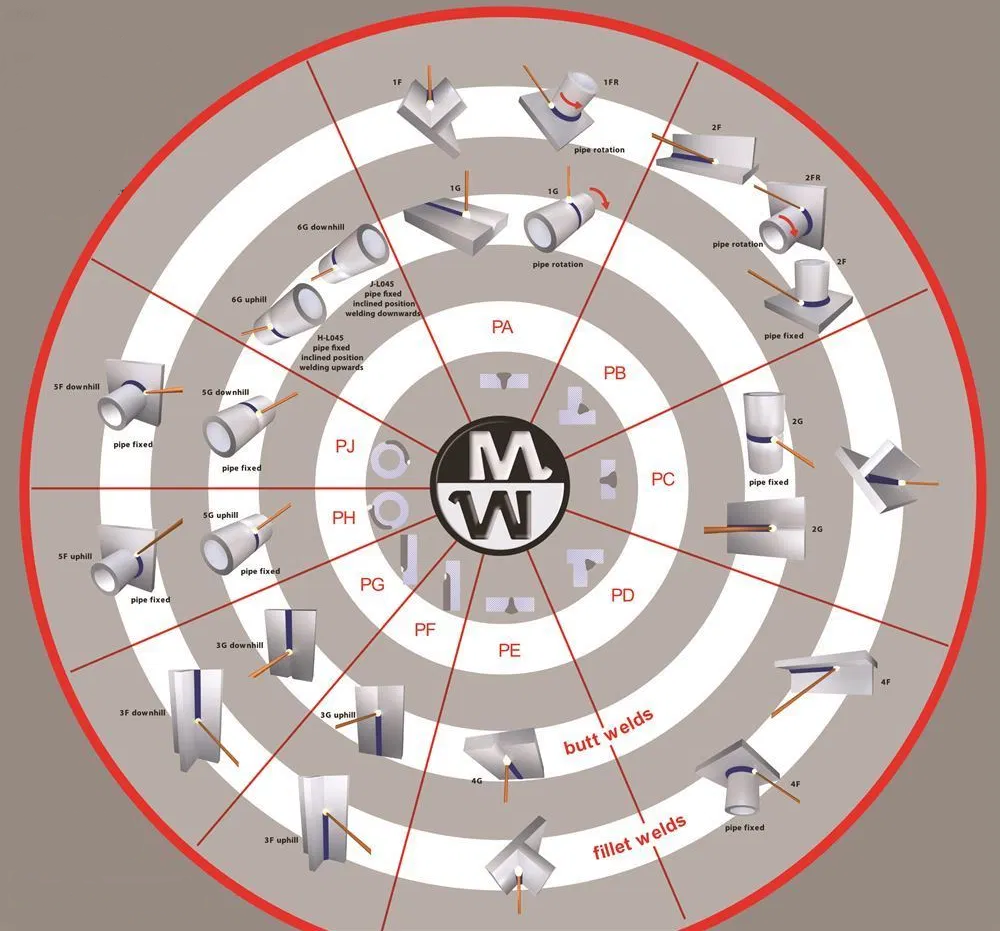 1F
1FR
pipe rotation
2F
2FR
pipe rotation
2F
pipe fixed
1G
1G
pipe rotation
6G downhill
J-L045
pipe fixed
inclined position
welding downwards
6G uphill
H-L045
pipe fixed
inclined position
welding upwards
PA
PB
PC
PD
PE
PF
PG
PH
PJ
MW
5F downhill
pipe fixed
5G downhill
pipe fixed
2G
pipe fixed
2G
5F uphill
pipe fixed
5G uphill
pipe fixed
3G downhill
3F downhill
3G uphill
3F uphill
4G
butt welds
fillet welds
4F
4F
pipe fixed